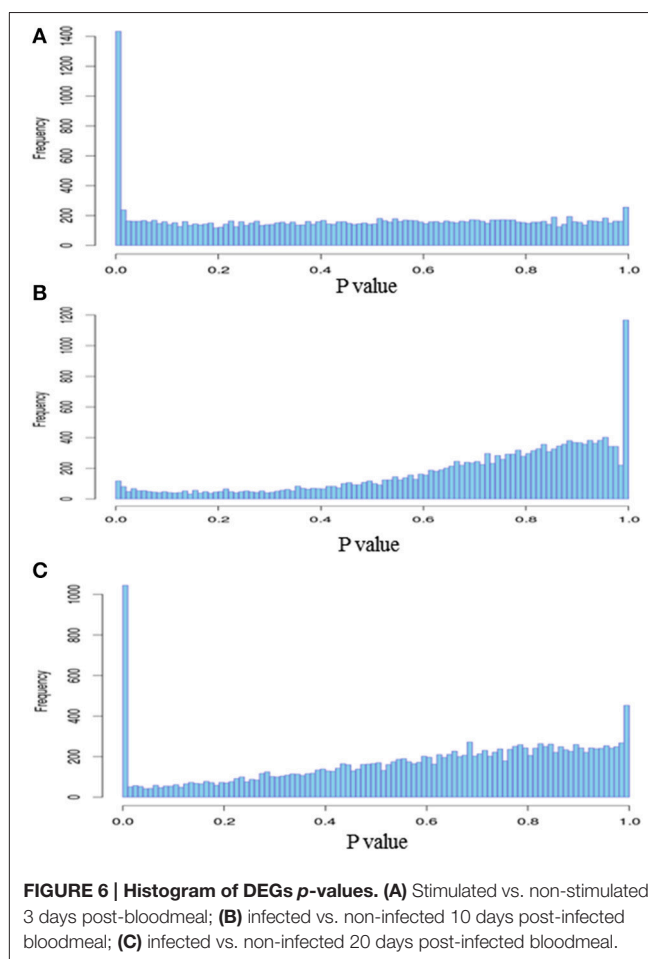 A
Frequency
0 200 400 600 800 1000 1200 1400
0.0 0.2 0.4 0.6 0.8 1.0
P value
B
Frequency
0 200 400 600 800 1000 1200
0.0 0.2 0.4 0.6 0.8 1.0
P value
C
Frequency
0 200 400 600 800 1000
0.0 0.2 0.4 0.6 0.8 1.0
P value
FIGURE 6 | Histogram of DEGs p-values. (A) Stimulated vs. non-stimulated
3 days post-bloodmeal; (B) infected vs. non-infected 10 days post-infected
bloodmeal; (C) infected vs. non-infected 20 days post-infected bloodmeal.